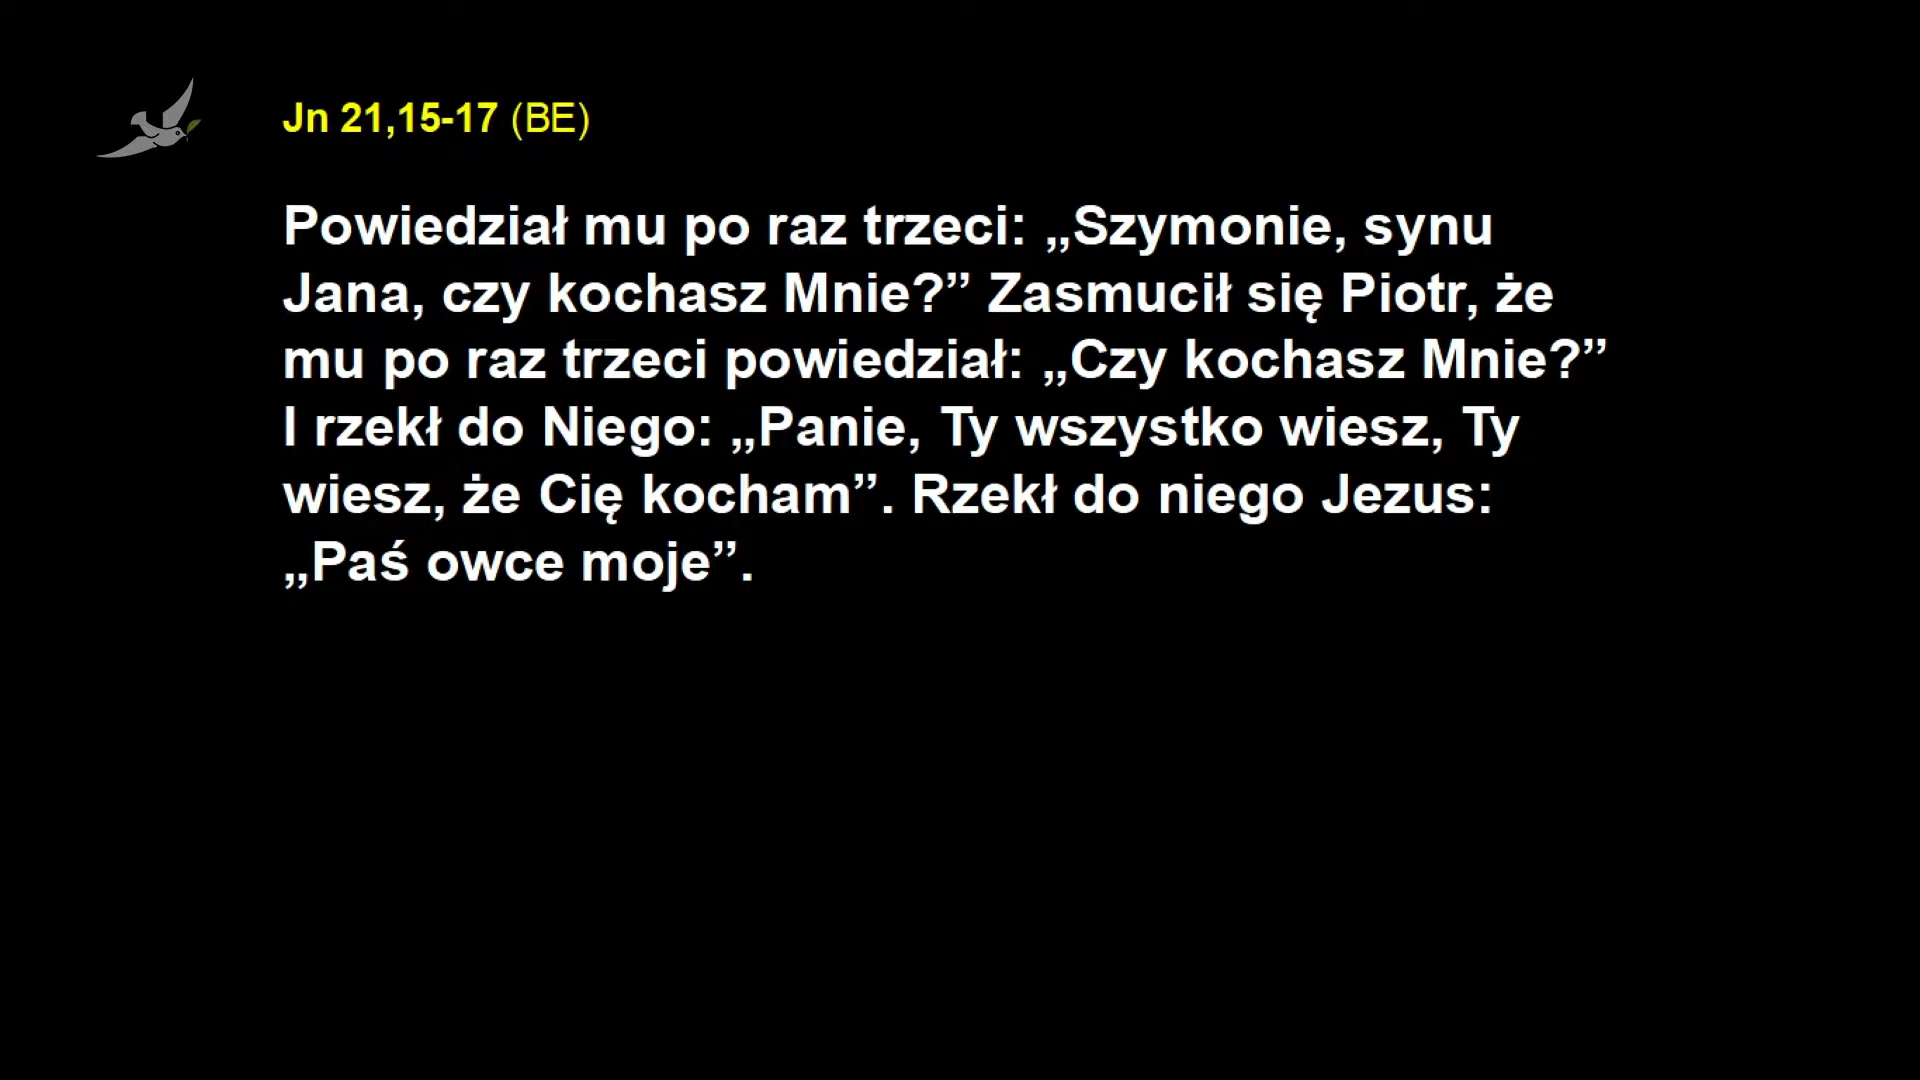 Jn 21,15-17 (BE)
Powiedział mu po raz trzeci: „Szymonie, synu
Jana, czy kochasz Mnie?” Zasmucił się Piotr, że
mu po raz trzeci powiedział: „Czy kochasz Mnie?”
I rzekł do Niego: „Panie, Ty wszystko wiesz, Ty
wiesz, że Cię kocham”. Rzekł do niego Jezus:
„Paś owce moje”.